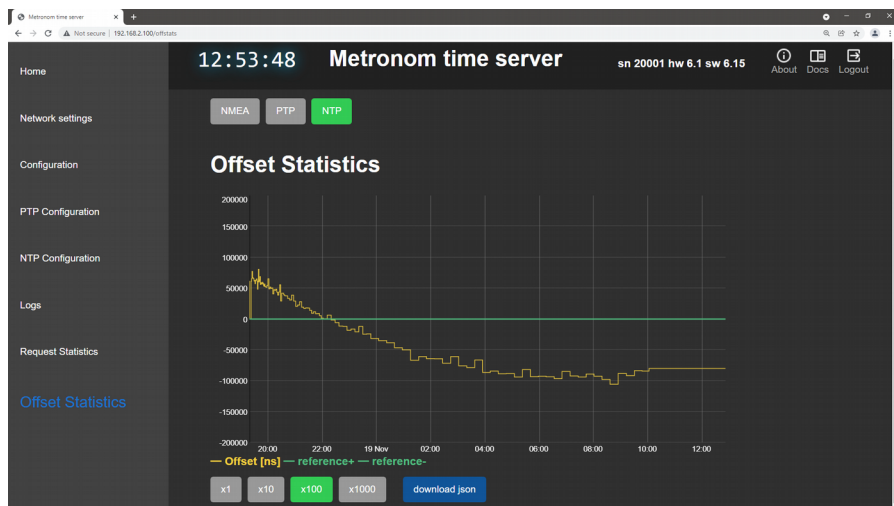 Metronom time server
Not secure | 192.168.2.100/offstats
12:53:48 Metronom time server sn 20001 hw 6.1 sw 6.15
About Docs Logout
Home
Network settings
Configuration
PTP Configuration
NTP Configuration
Logs
Request Statistics
Offset Statistics
NMEA PTP NTP
Offset Statistics
200000
150000
100000
50000
0
-50000
-100000
-150000
-200000
20:00 22:00 19 Nov 02:00 04:00 06:00 08:00 10:00 12:00
Offset [ns] reference+ reference-
x1 x10 x100 x1000 download json